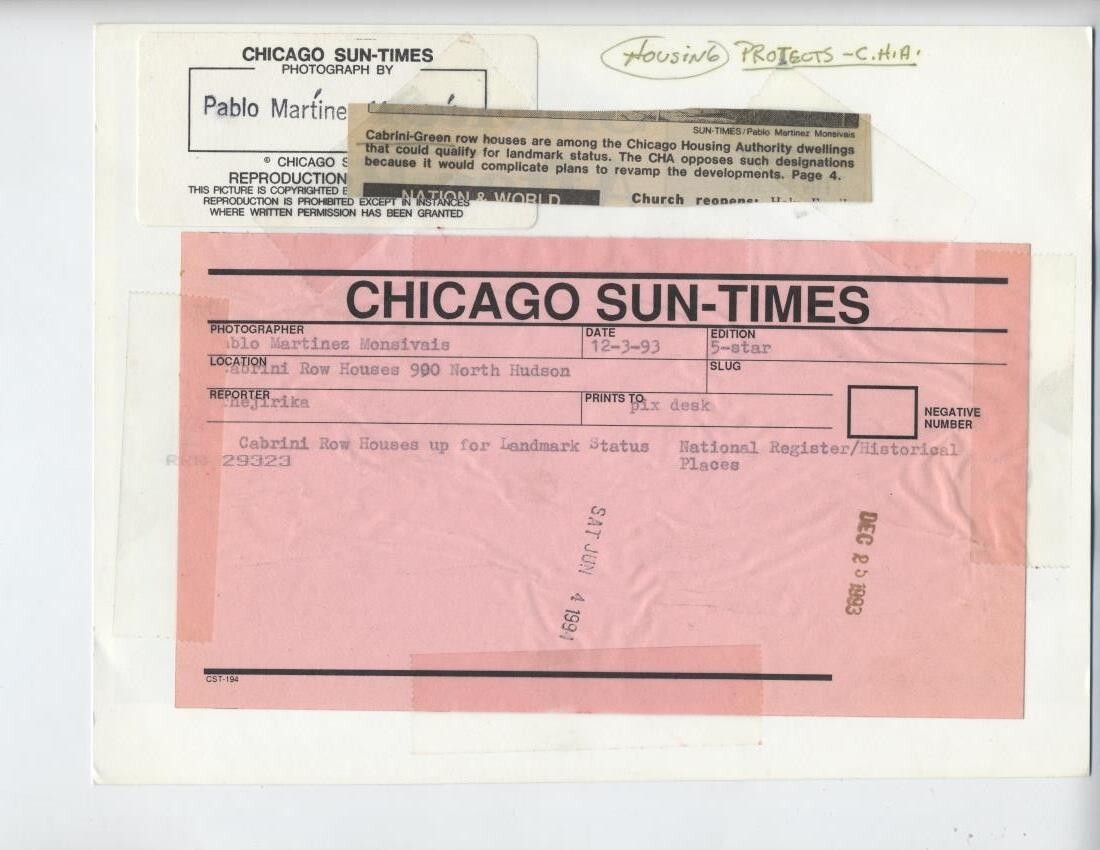 HOUSING PROJECTS - C.H.A.
CHICAGO SUN-TIMES
PHOTOGRAPH BY
Pablo Martíne
© CHICAGO S
REPRODUCTION
THIS PICTURE IS COPYRIGHTED
REPRODUCTION IS PROHIBITED EXCEPT IN INSTANCES
WHERE WRITTEN PERMISSION HAS BEEN GRANTED
SUN-TIMES/Pablo Martinez Monsivais
Cabrini-Green row houses are among the Chicago Housing Authority dwellings
that could qualify for landmark status. The CHA opposes such designations
because it would complicate plans to revamp the developments. Page 4.
NATION & WORLD
Church reopens:
CHICAGO SUN-TIMES
PHOTOGRAPHER
ablo Martinez Monsivais
DATE
12-3-93
EDITION
5-star
LOCATION
Cabrini Row Houses 900 North Hudson
SLUG
REPORTER
Ihejirika
PRINTS TO
pix desk
NEGATIVE
NUMBER
Cabrini Row Houses up for Landmark Status National Register/Historical
Places
29323
SAT JUN 4 1994
DEC 25 1993
CST-194